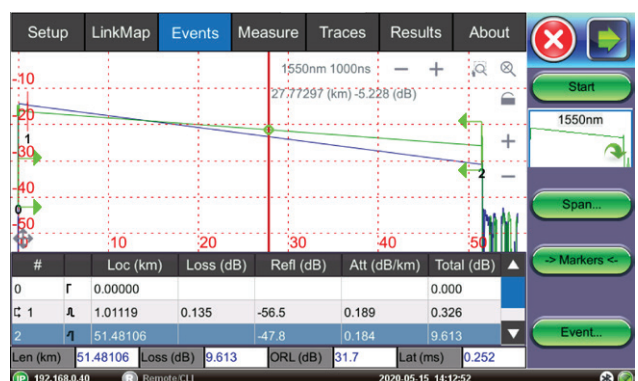 Setup LinkMap Events Measure Traces Results About
1550nm 1000ns
27.77297 (km) -5.228 (dB)
Start
1550nm
Span...
-> Markers <-
Event...
-10
-20
-30
-40
-50
1
0
2
10 20 30 40 50
# Loc (km) Loss (dB) Refl (dB) Att (dB/km) Total (dB)
0 0.00000 0.000
1 1.01119 0.135 -56.5 0.189 0.326
2 51.48106 -47.8 0.184 9.613
Len (km) 51.48106 Loss (dB) 9.613 ORL (dB) 31.7 Lat (ms) 0.252
IP 192.168.0.40 R Remote:CLI 2020-05-15 14:12:52